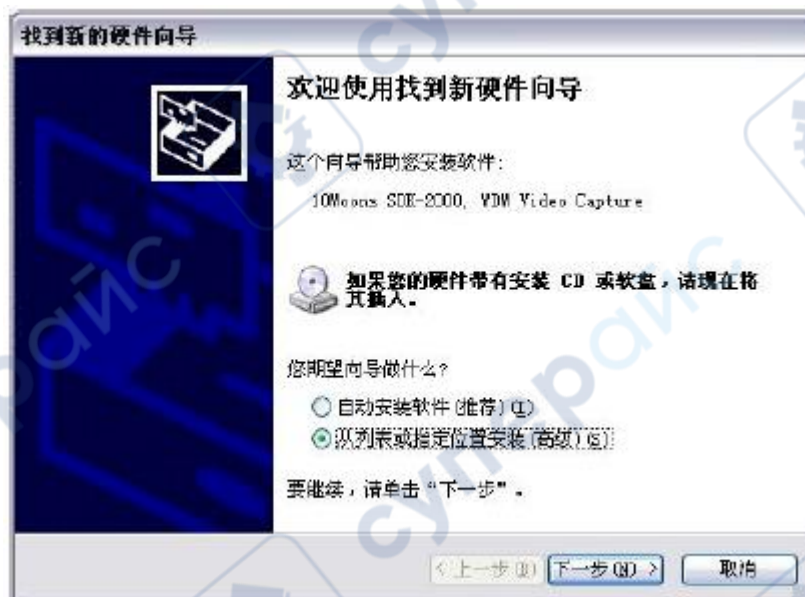 找到新的硬件向导
欢迎使用找到新硬件向导
这个向导帮助您安装软件:
10Moons SDK-2000, VDM Video Capture
如果您的硬件带有安装 CD 或软盘，请现在将
其插入。
您期望向导做什么?
自动安装软件(推荐)(I)
从列表或指定位置安装(高级)(S)
要继续，请单击“下一步”。
<上一步(B) 下一步(N) > 取消
супрайс